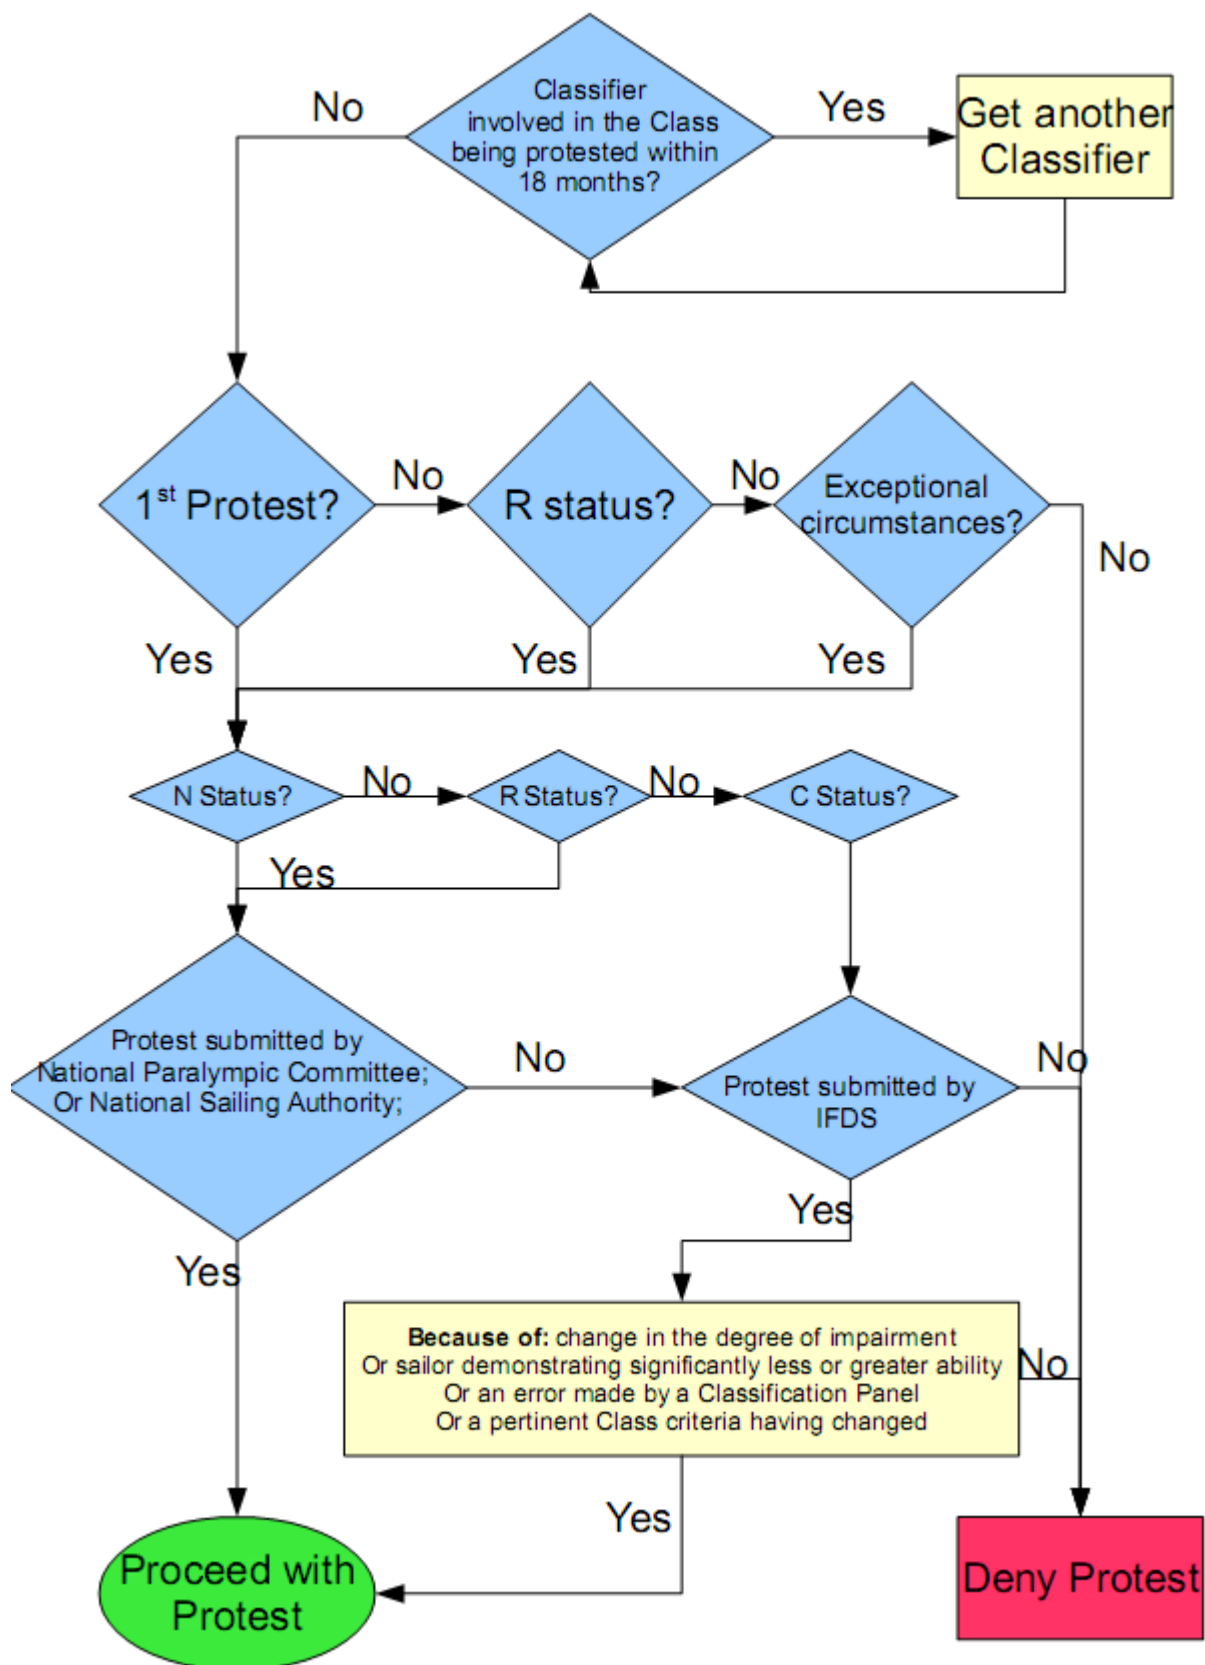 No
Classifier
involved in the Class
being protested within
18 months?
Yes
Get another
Classifier
1st Protest?
No
R status?
No
Exceptional
circumstances?
No
Yes
Yes
Yes
N Status?
No
R Status?
No
C Status?
Yes
Protest submitted by
National Paralympic Committee;
Or National Sailing Authority;
No
Protest submitted by
IFDS
No
Yes
Yes
Because of: change in the degree of impairment
Or sailor demonstrating significantly less or greater ability
Or an error made by a Classification Panel
Or a pertinent Class criteria having changed
No
Yes
Proceed with
Protest
Deny Protest